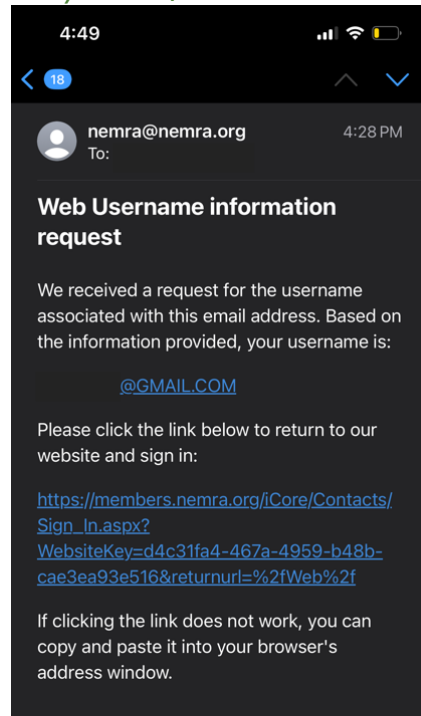 4:49
18
nemra@nemra.org 4:28 PM
To:
Web Username information
request
We received a request for the username
associated with this email address. Based on
the information provided, your username is:
@GMAIL.COM
Please click the link below to return to our
website and sign in:
https://members.nemra.org/iCore/Contacts/
Sign_In.aspx?
WebsiteKey=d4c31fa4-467a-4959-b48b-
cae3ea93e516&returnurl=%2fWeb%2f
If clicking the link does not work, you can
copy and paste it into your browser's
address window.